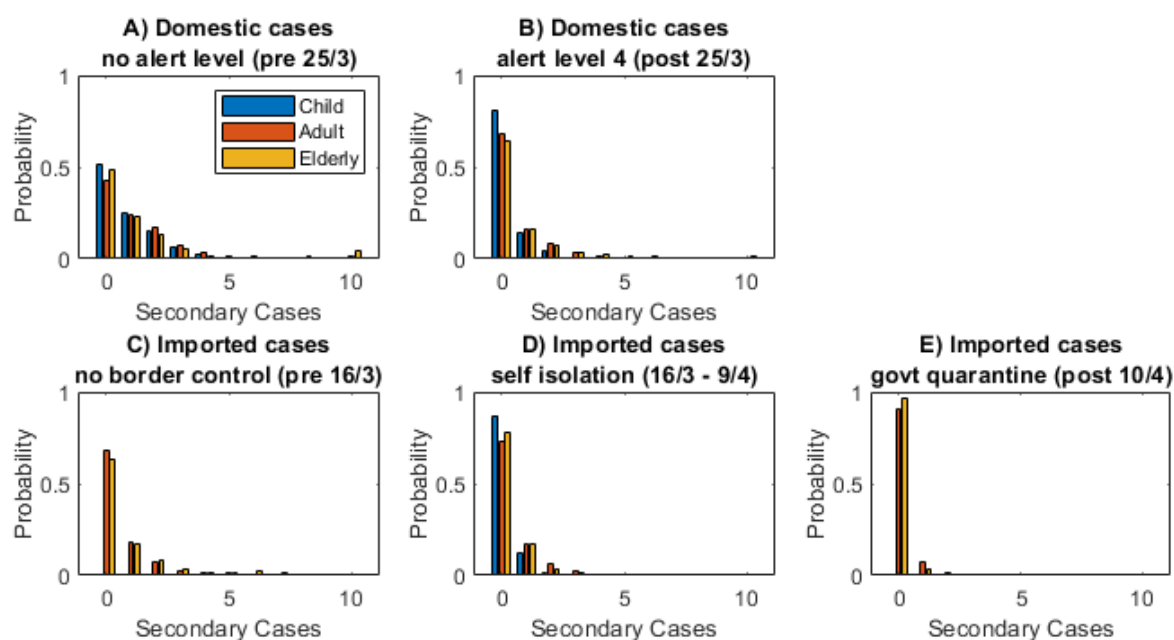 A) Domestic cases
no alert level (pre 25/3)
1
0.5
0
Probability
Child
Adult
Elderly
0 5 10
Secondary Cases
B) Domestic cases
alert level 4 (post 25/3)
1
0.5
0
Probability
0 5 10
Secondary Cases
C) Imported cases
no border control (pre 16/3)
1
0.5
0
Probability
0 5 10
Secondary Cases
D) Imported cases
self isolation (16/3 - 9/4)
1
0.5
0
Probability
0 5 10
Secondary Cases
E) Imported cases
govt quarantine (post 10/4)
1
0.5
0
Probability
0 5 10
Secondary Cases